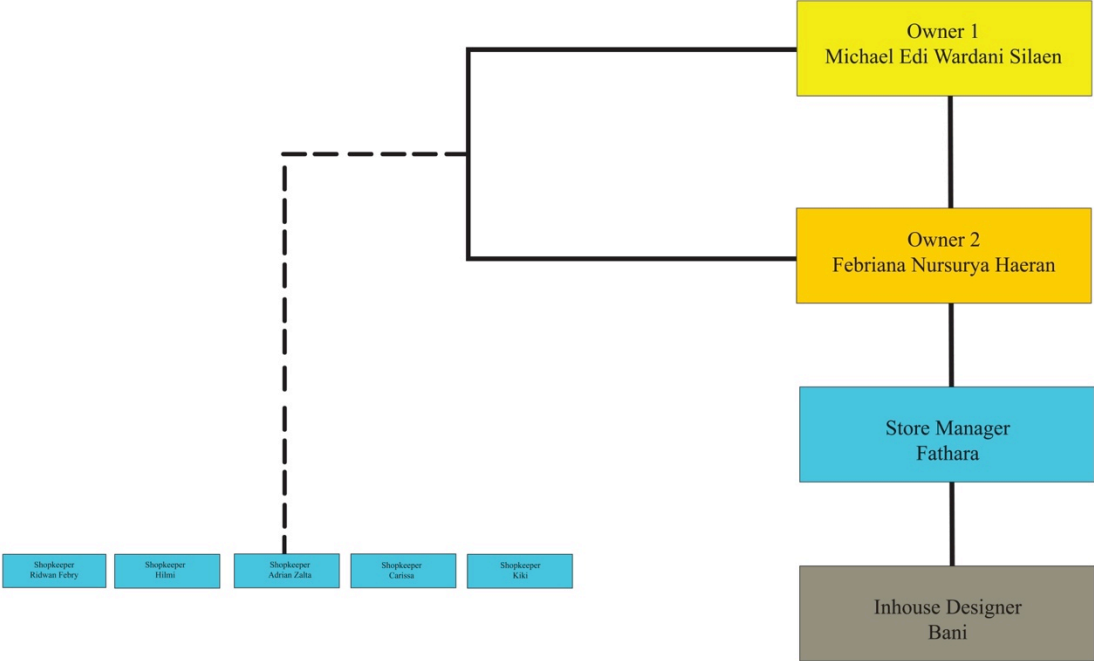 Owner 1
Michael Edi Wardani Silaen
Owner 2
Febriana Nursurya Haeran
Store Manager
Fathara
Shopkeeper
Ridwan Febry
Shopkeeper
Hilmi
Shopkeeper
Adrian Zalta
Shopkeeper
Carissa
Shopkeeper
Kiki
Inhouse Designer
Bani